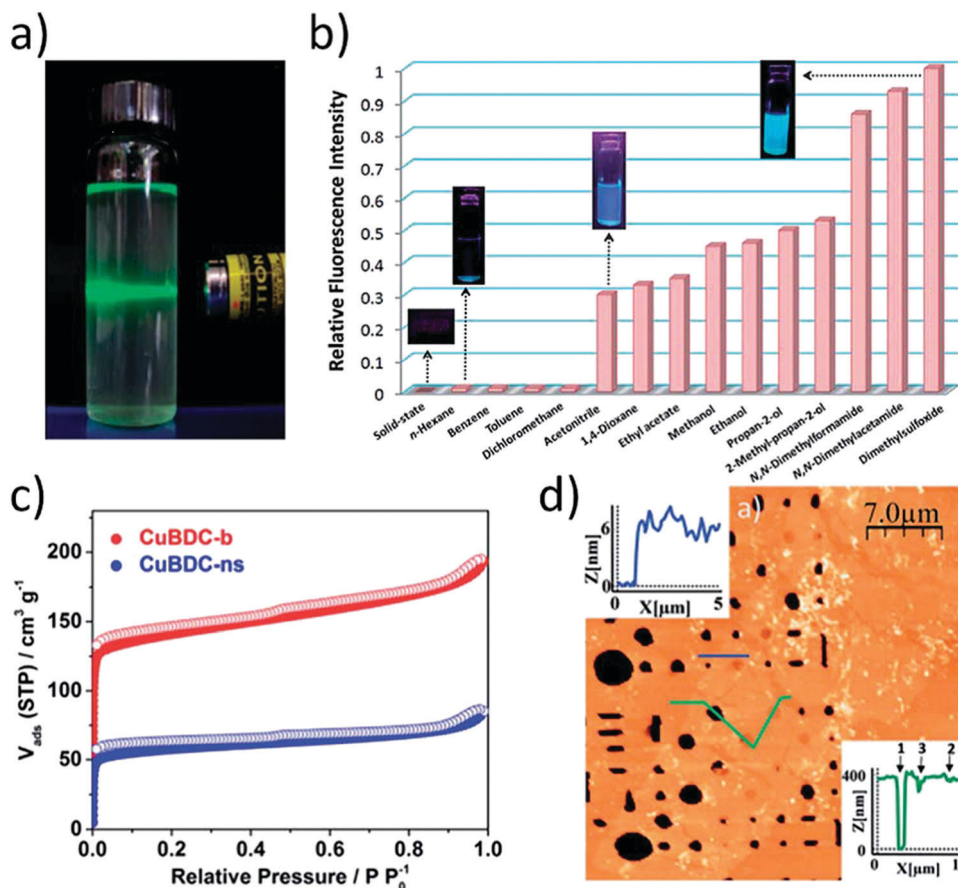 a)
NOIT
b)
Relative Fluorescence Intensity
1
0.9
0.8
0.7
0.6
0.5
0.4
0.3
0.2
0.1
0
Solid-state
n-Hexane
Benzene
Toluene
Dichloromethane
Acetonitrile
1,4-Dioxane
Ethyl acetate
Methanol
Ethanol
Propan-2-ol
2-Methyl-propan-2-ol
N,N-Dimethylformamide
N,N-Dimethylacetamide
Dimethylsulfoxide
c)
CuBDC-b
CuBDC-ns
V_ads (STP) / cm³ g⁻¹
200
150
100
50
0
0.0 0.2 0.4 0.6 0.8 1.0
Relative Pressure / P P₀⁻¹
d)
a)
7.0µm
Z[nm]
6
0
0 5
X[µm]
1 3 2
Z[nm]
400
0
0 1
X[µm]